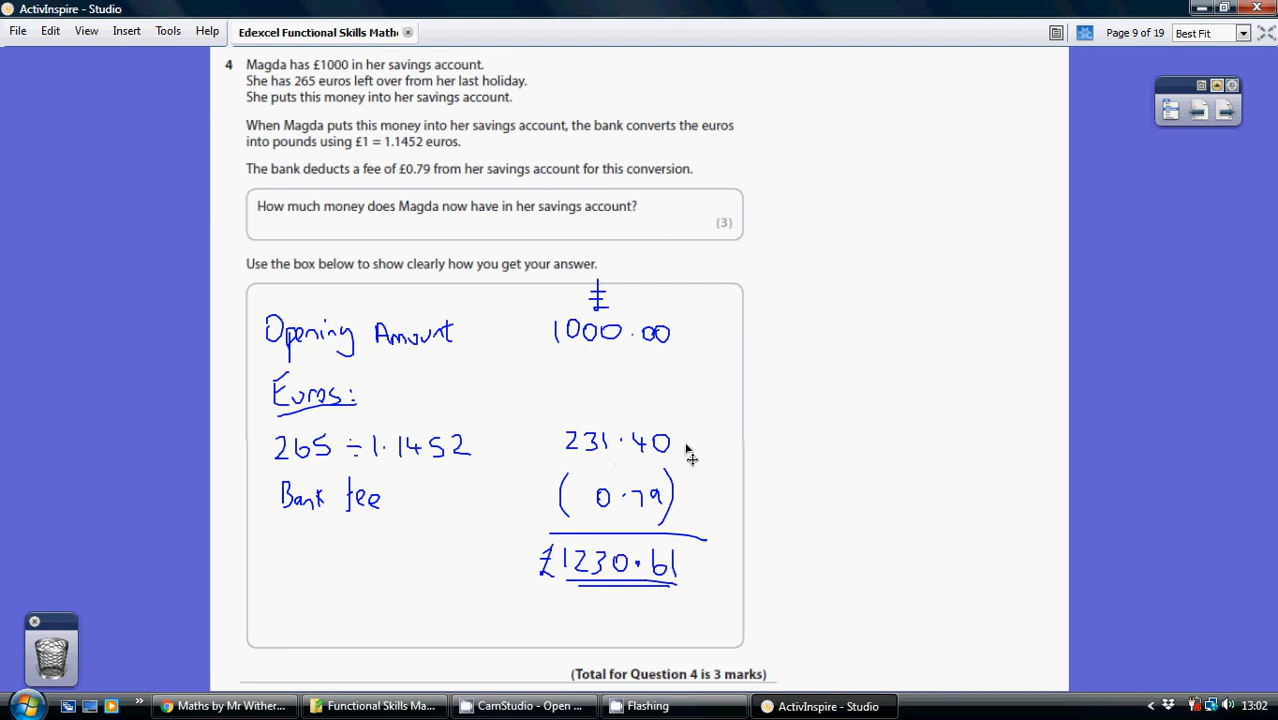 ActivInspire - Studio
File Edit View Insert Tools Help Edexcel Functional Skills Mathe Page 9 of 19 Best Fit
4 Magda has £1000 in her savings account.
She has 265 euros left over from her last holiday.
She puts this money into her savings account.
When Magda puts this money into her savings account, the bank converts the euros
into pounds using £1 = 1.1452 euros.
The bank deducts a fee of £0.79 from her savings account for this conversion.
How much money does Magda now have in her savings account?
(3)
Use the box below to show clearly how you get your answer.
£
Opening Amount 1000.00
Euros:
265 ÷ 1.1452 231.40
Bank fee (0.79)
£1230.61
(Total for Question 4 is 3 marks)
» Maths by Mr Wither... Functional Skills Ma... CamStudio - Open ... Flashing ActivInspire - Studio < 13:02